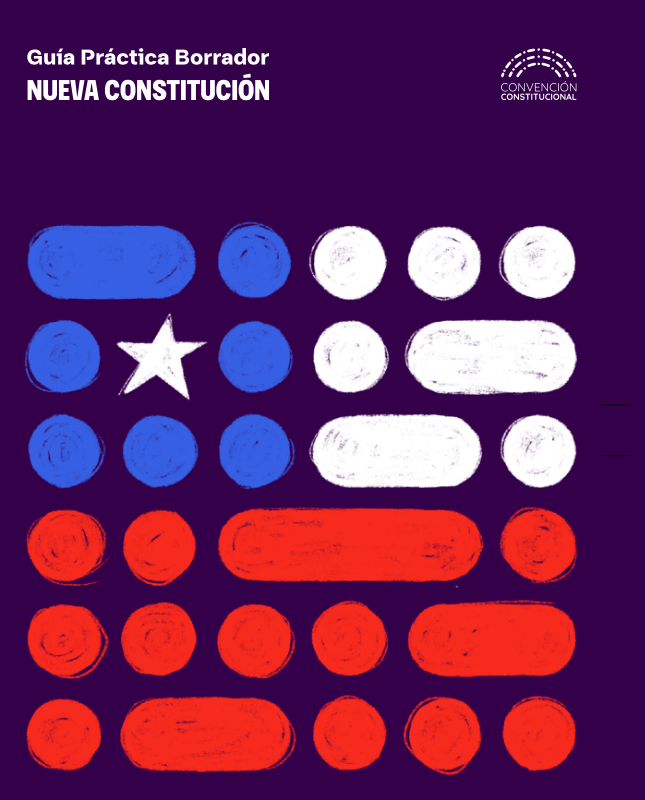 Guía Práctica Borrador
NUEVA CONSTITUCIÓN
CONVENCIÓN
CONSTITUCIONAL